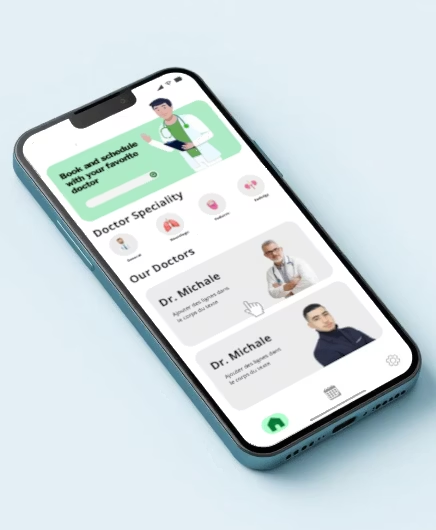 Book and schedule
with your favorite
doctor
Doctor Speciality
General
Neurologic
Pediatric
Radiology
Our Doctors
Dr. Michale
Ajouter des lignes dans
le corps du texte
Dr. Michale
Ajouter des lignes dans
le corps du texte